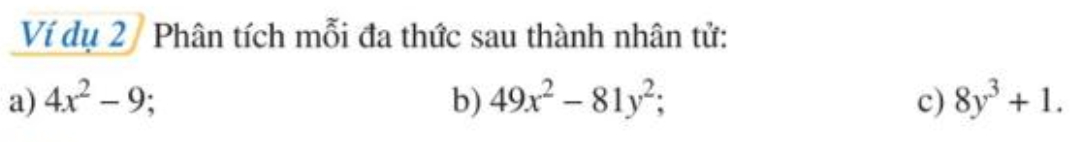 Ví dụ 2 Phân tích mỗi đa thức sau thành nhân tử:
a) 4x² – 9; b) 49x² – 81y²; c) 8y³ + 1.